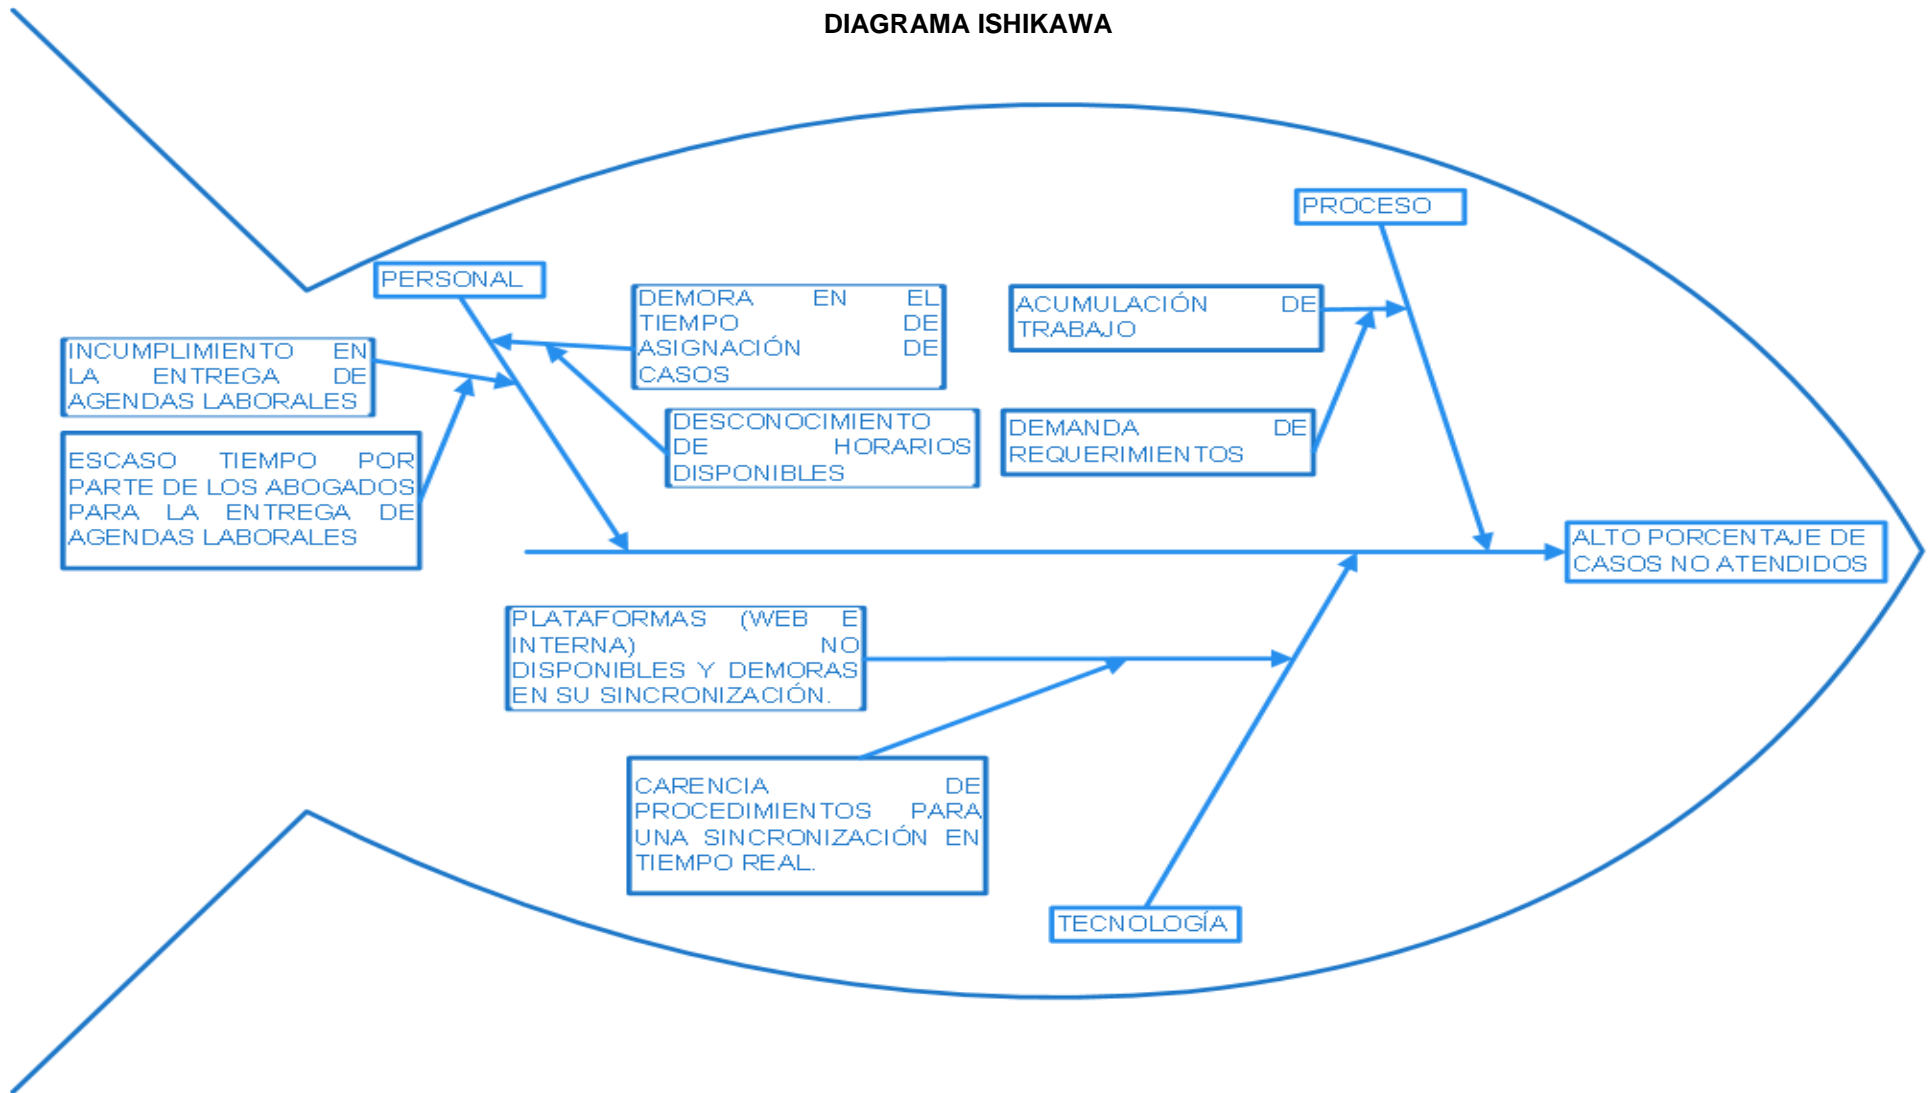 DIAGRAMA ISHIKAWA
PROCESO
PERSONAL
DEMORA EN EL
TIEMPO DE
ASIGNACIÓN DE
CASOS
ACUMULACIÓN DE
TRABAJO
INCUMPLIMIENTO EN
LA ENTREGA DE
AGENDAS LABORALES
DESCONOCIMIENTO
DE HORARIOS
DISPONIBLES
DEMANDA DE
REQUERIMIENTOS
ESCASO TIEMPO POR
PARTE DE LOS ABOGADOS
PARA LA ENTREGA DE
AGENDAS LABORALES
ALTO PORCENTAJE DE
CASOS NO ATENDIDOS
PLATAFORMAS (WEB E
INTERNA) NO
DISPONIBLES Y DEMORAS
EN SU SINCRONIZACIÓN.
CARENCIA DE
PROCEDIMIENTOS PARA
UNA SINCRONIZACIÓN EN
TIEMPO REAL.
TECNOLOGÍA